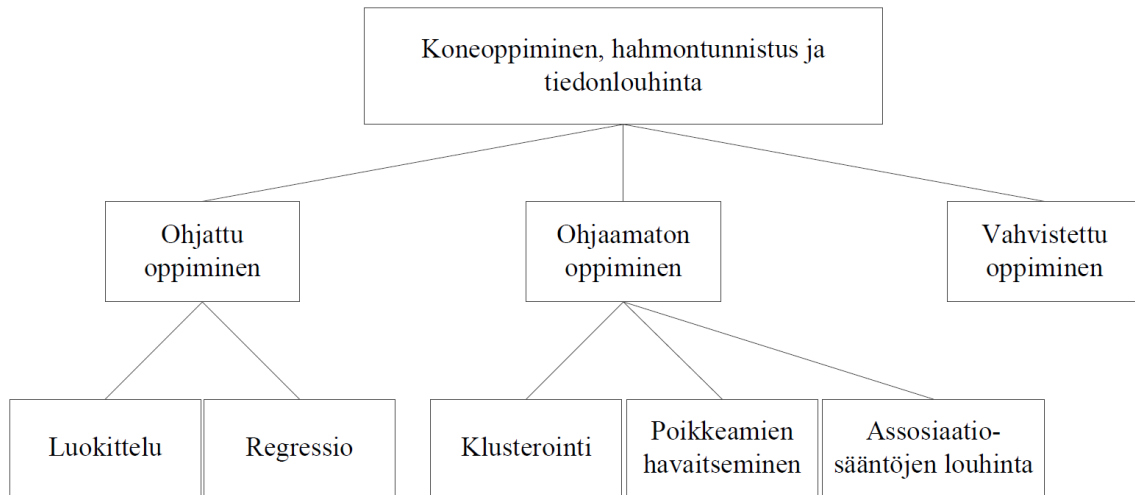 Koneoppiminen, hahmontunnistus ja
tiedonlouhinta
Ohjattu
oppiminen
Ohjaamaton
oppiminen
Vahvistettu
oppiminen
Luokittelu
Regressio
Klusterointi
Poikkeamien
havaitseminen
Assosiaatio-
sääntöjen louhinta